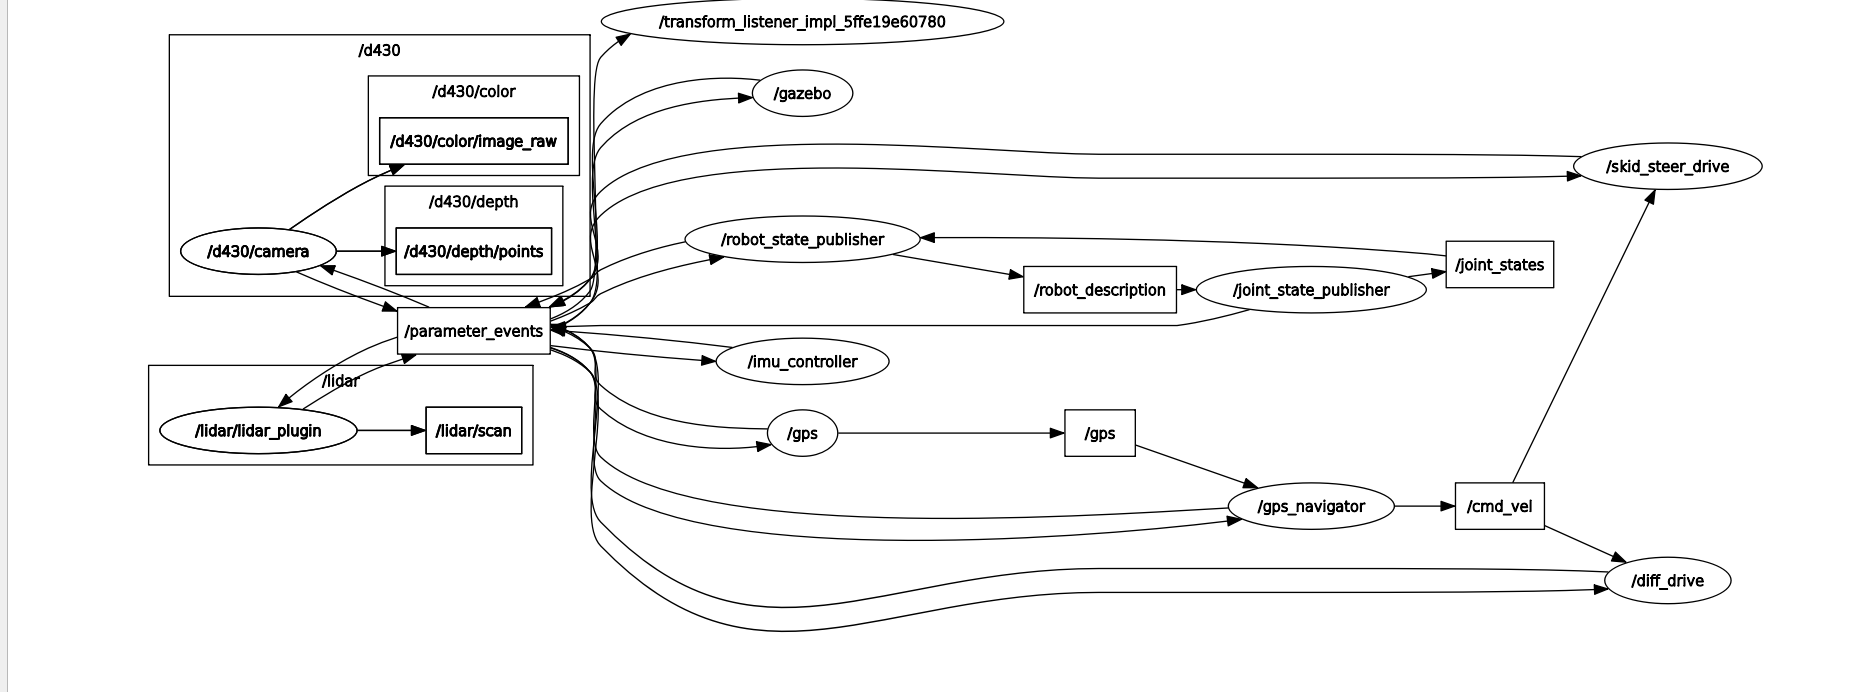 /transform_listener_impl_5ffe19e60780
/d430
/d430/color
/gazebo
/d430/color/image_raw
/skid_steer_drive
/d430/depth
/robot_state_publisher
/d430/camera
/d430/depth/points
/joint_states
/robot_description
/joint_state_publisher
/parameter_events
/imu_controller
/lidar
/lidar/lidar_plugin
/lidar/scan
/gps
/gps
/gps_navigator
/cmd_vel
/diff_drive